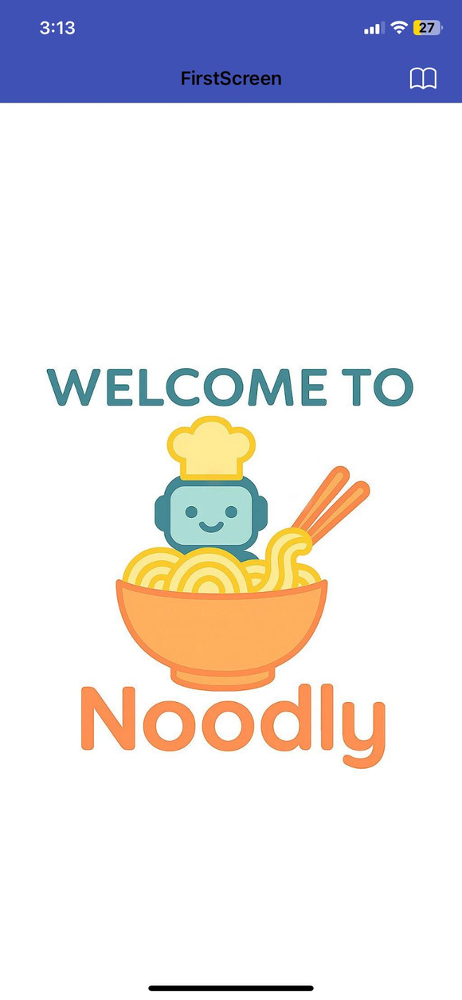 3:13
27
FirstScreen
WELCOME TO
Noodly